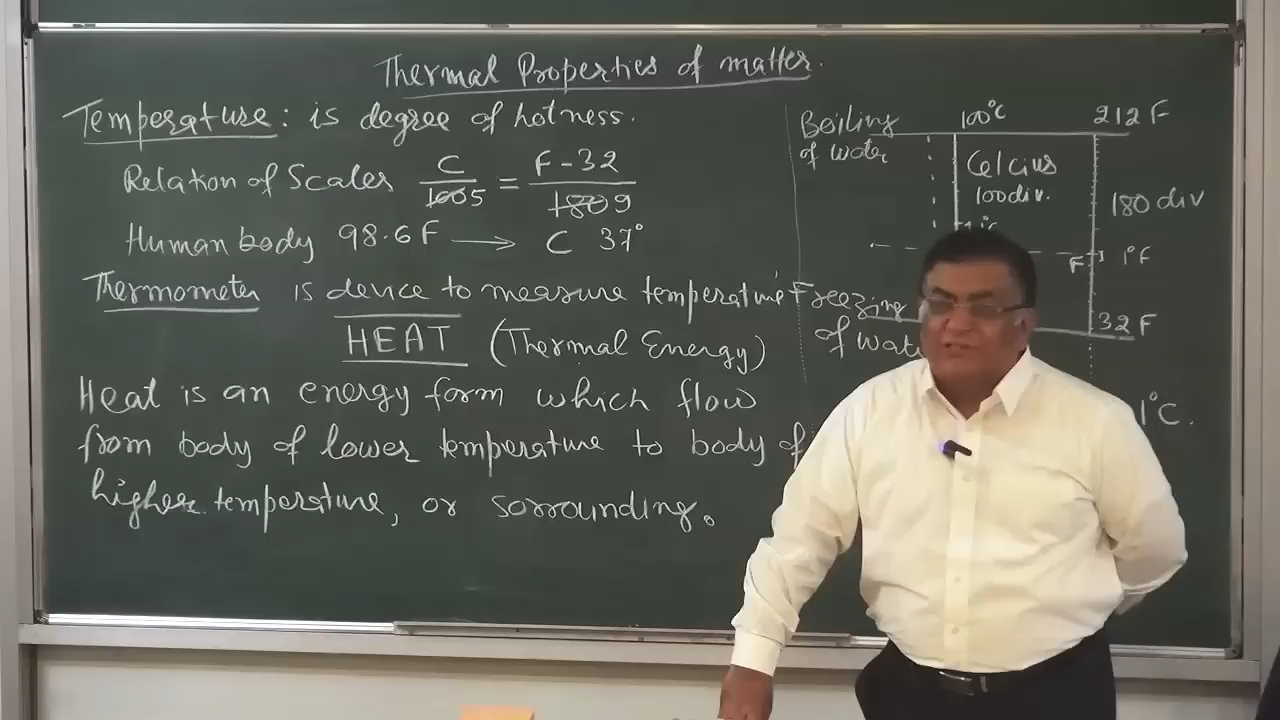 Thermal Properties of matter.
Temperature: is degree of hotness.
Relation of Scales C/100 5 = F-32/180 9
Human body 98.6 F → C 37°
Thermometer is device to measure temperature
HEAT (Thermal Energy)
Heat is an energy form which flow
from body of lower temperature to body of
higher temperature, or sorrounding.
Boiling
of water
100°C
212 F
Celcius
100 div.
180 div
F
1°F
Freezing
of wat
32 F
1°C.